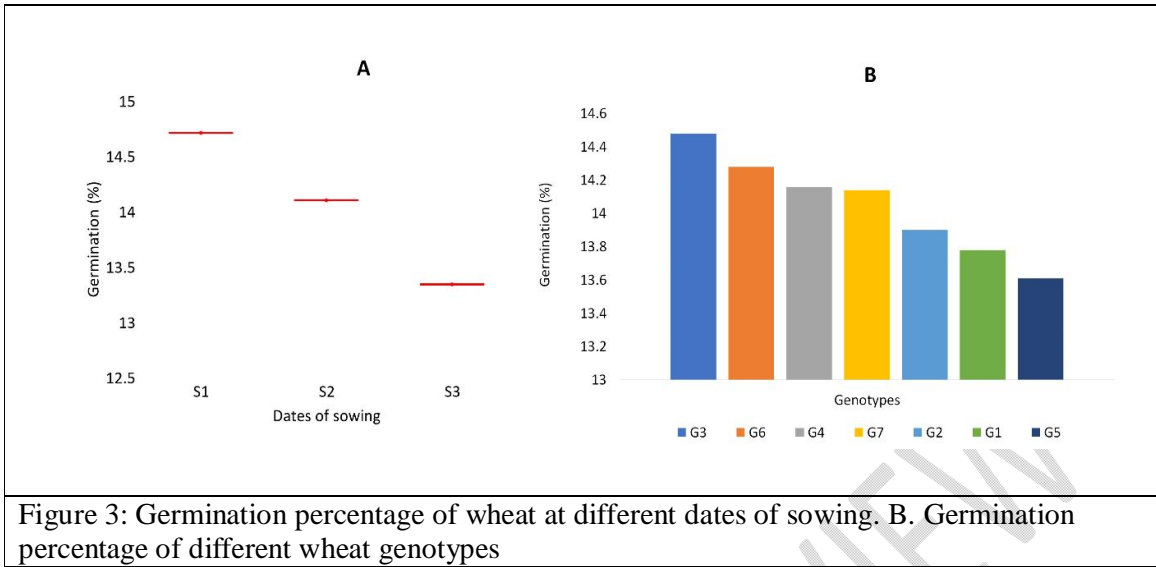 A
15
14.5
14
13.5
13
12.5
Germination (%)
S1 S2 S3
Dates of sowing
B
14.6
14.4
14.2
14
13.8
13.6
13.4
13.2
13
Germination (%)
Genotypes
G3 G6 G4 G7 G2 G1 G5
Figure 3: Germination percentage of wheat at different dates of sowing. B. Germination
percentage of different wheat genotypes